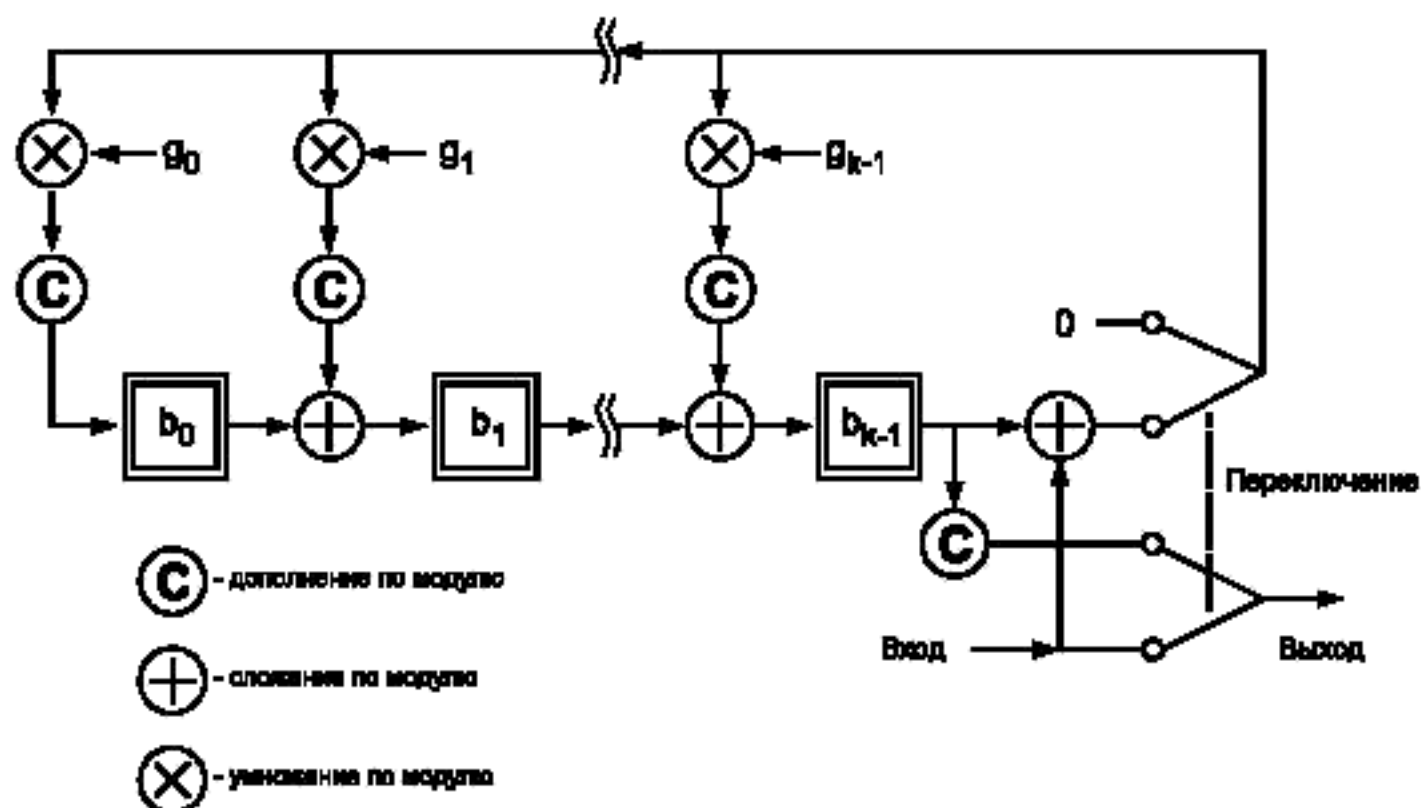 g0
g1
gk-1
C
C
C
0
b0
b1
bk-1
Переключение
C
C - дополнение по модулю
Вход
Выход
- сложение по модулю
- умножение по модулю